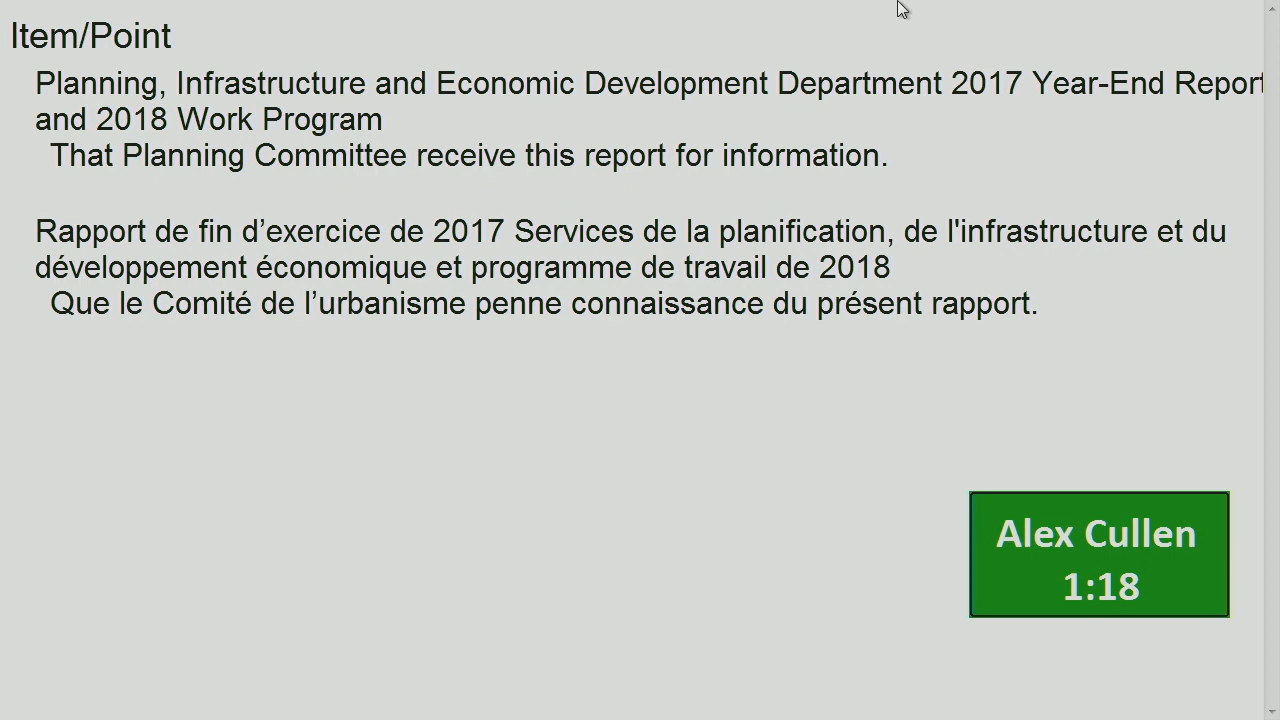 Item/Point
Planning, Infrastructure and Economic Development Department 2017 Year-End Report
and 2018 Work Program
That Planning Committee receive this report for information.
Rapport de fin d’exercice de 2017 Services de la planification, de l'infrastructure et du
développement économique et programme de travail de 2018
Que le Comité de l’urbanisme penne connaissance du présent rapport.
Alex Cullen
1:18